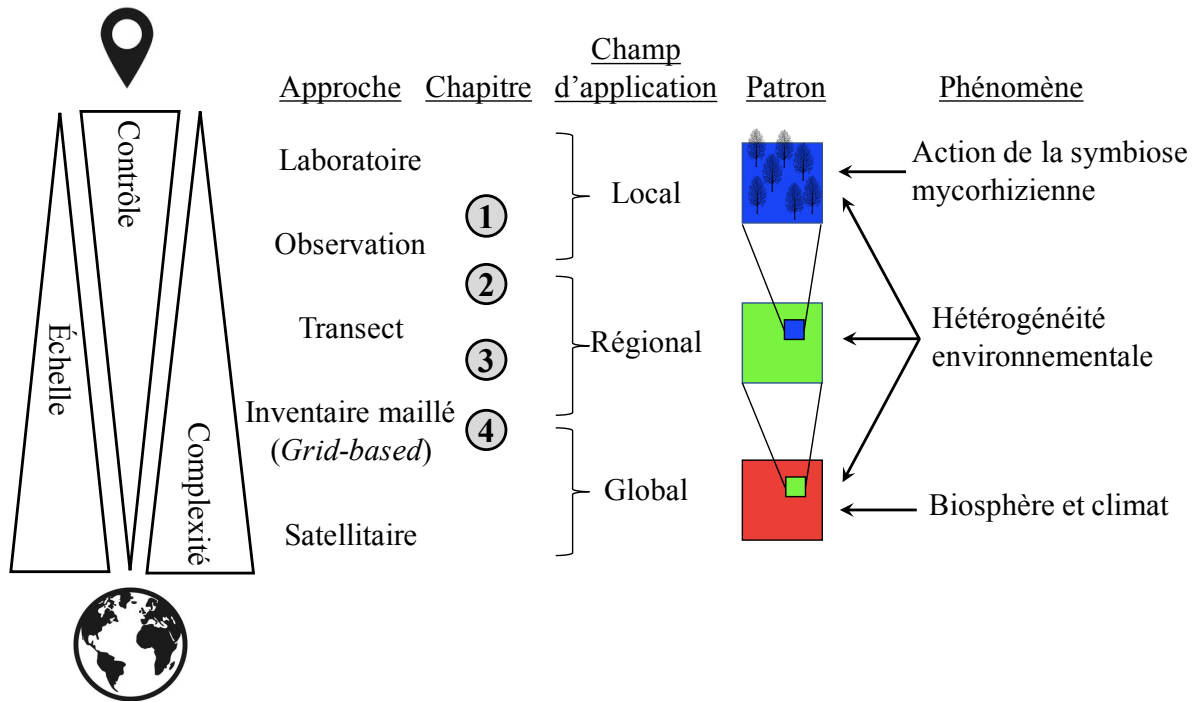 Champ
Approche Chapitre d’application Patron Phénomène
Contrôle
Échelle
Complexité
Laboratoire
Observation
Transect
Inventaire maillé
(Grid-based)
Satellitaire
1
2
3
4
Local
Régional
Global
Action de la symbiose
mycorhizienne
Hétérogénéité
environnementale
Biosphère et climat